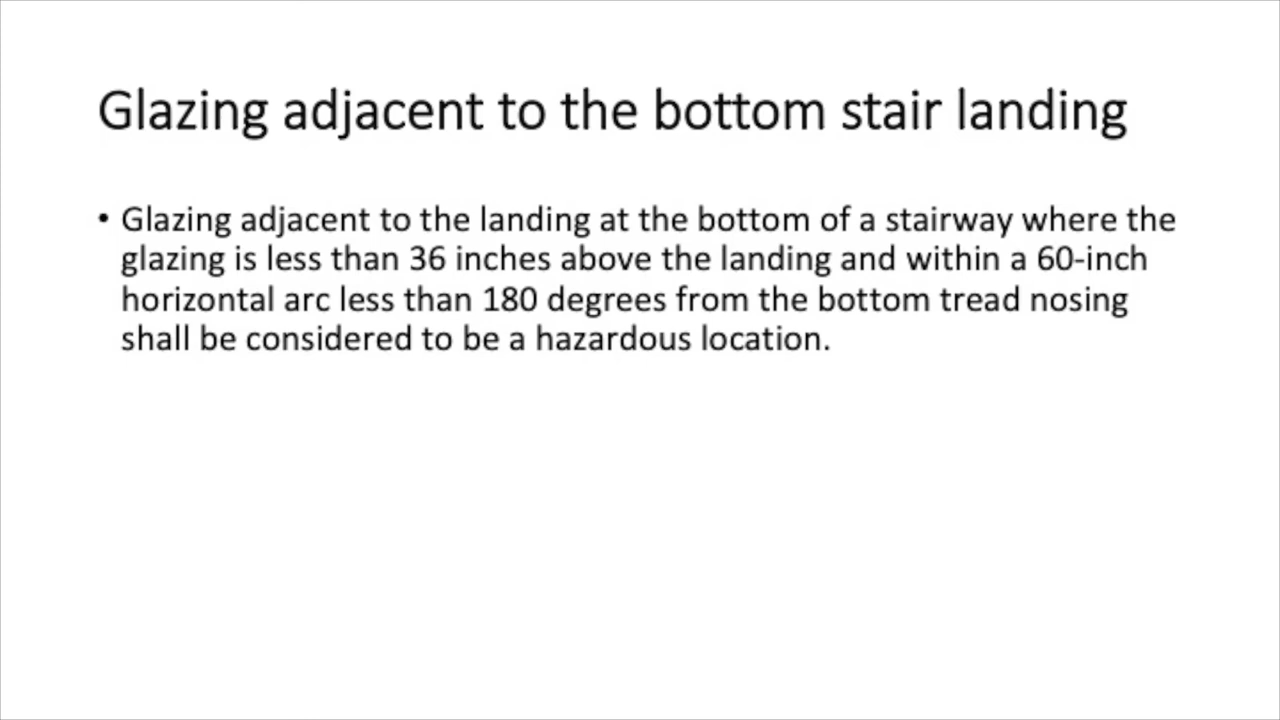 Glazing adjacent to the bottom stair landing
• Glazing adjacent to the landing at the bottom of a stairway where the
glazing is less than 36 inches above the landing and within a 60-inch
horizontal arc less than 180 degrees from the bottom tread nosing
shall be considered to be a hazardous location.